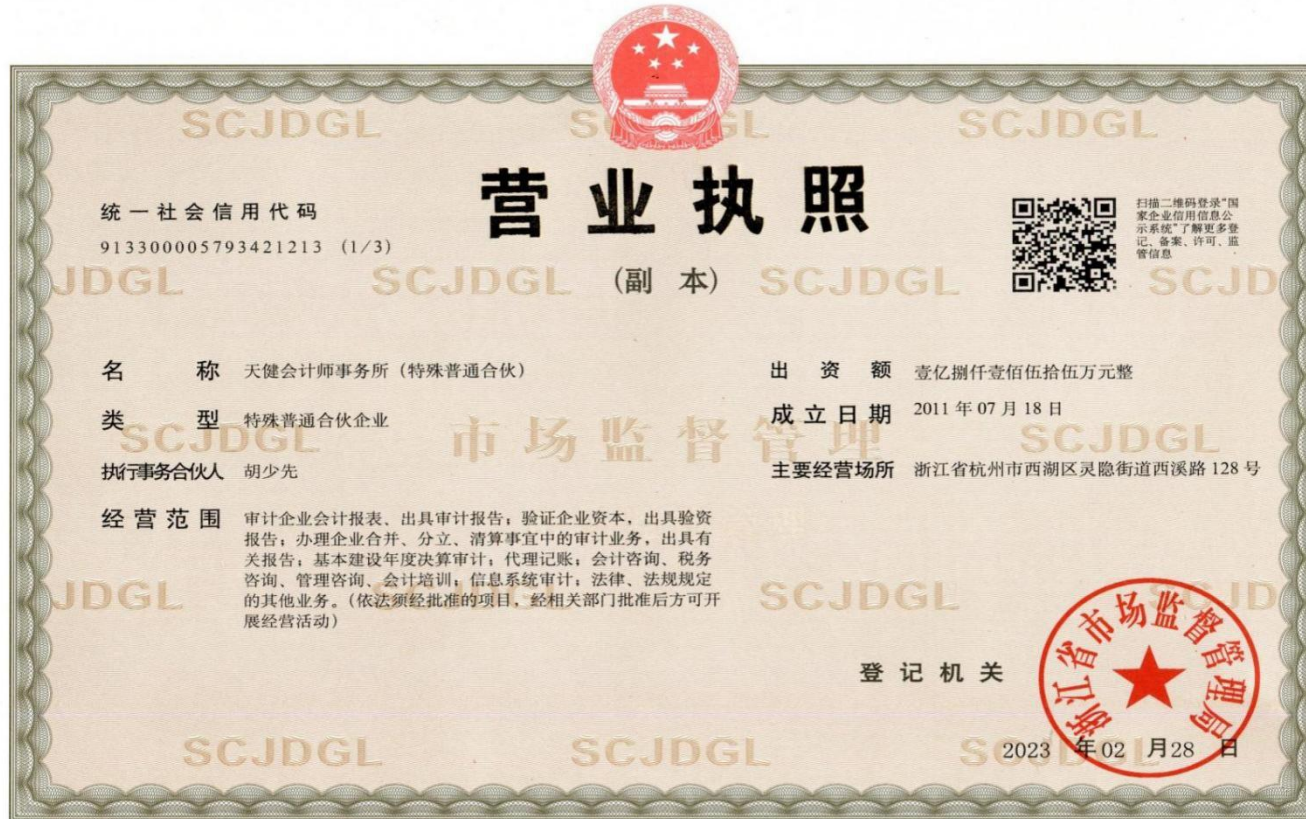 SCJDGL SCJDGL SCJDGL
营业执照
(副 本)
统一社会信用代码
913300005793421213 (1/3)
扫描二维码登录“国
家企业信用信息公
示系统”了解更多登
记、备案、许可、监
管信息
JDGL SCJDGL SCJDGL SCJD
名 称 天健会计师事务所（特殊普通合伙）
类 型 特殊普通合伙企业
执行事务合伙人 胡少先
经营范围 审计企业会计报表、出具审计报告；验证企业资本，出具验资
报告；办理企业合并、分立、清算事宜中的审计业务，出具有
关报告；基本建设年度决算审计；代理记账；会计咨询、税务
咨询、管理咨询、会计培训；信息系统审计；法律、法规规定
的其他业务。（依法须经批准的项目，经相关部门批准后方可开
展经营活动）
出 资 额 壹亿捌仟壹佰伍拾伍万元整
成立日期 2011 年 07 月 18 日
主要经营场所 浙江省杭州市西湖区灵隐街道西溪路 128 号
SCJDGL 市场监督管理 SCJDGL
JDGL SCJDGL SCJD
登记机关
浙江省市场监督管理局
2023 年 02 月 28 日
SCJDGL SCJDGL SCJDGL